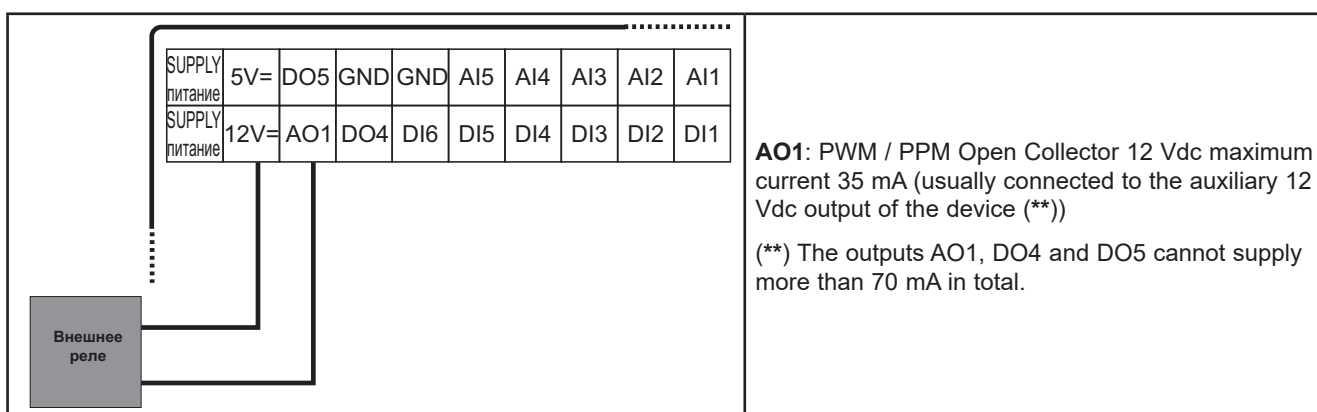 SUPPLY питание 5V= DO5 GND GND AI5 AI4 AI3 AI2 AI1
SUPPLY питание 12V= AO1 DO4 DI6 DI5 DI4 DI3 DI2 DI1
Внешнее
реле
AO1: PWM / PPM Open Collector 12 Vdc maximum
current 35 mA (usually connected to the auxiliary 12
Vdc output of the device (**))
(**) The outputs AO1, DO4 and DO5 cannot supply
more than 70 mA in total.